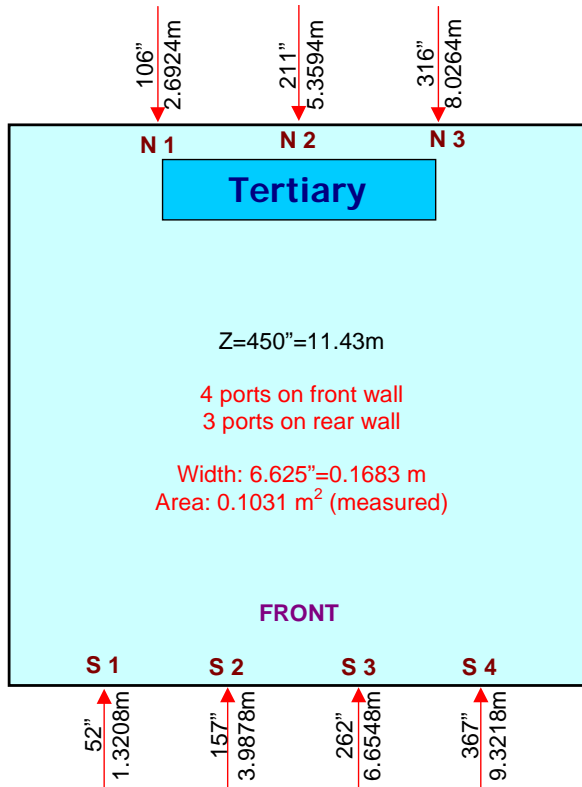 106”
2.6924m
211”
5.3594m
316”
8.0264m
N 1
N 2
N 3
Tertiary
Z=450”=11.43m
4 ports on front wall
3 ports on rear wall
Width: 6.625”=0.1683 m
Area: 0.1031 m² (measured)
FRONT
S 1
S 2
S 3
S 4
52”
1.3208m
157”
3.9878m
262”
6.6548m
367”
9.3218m